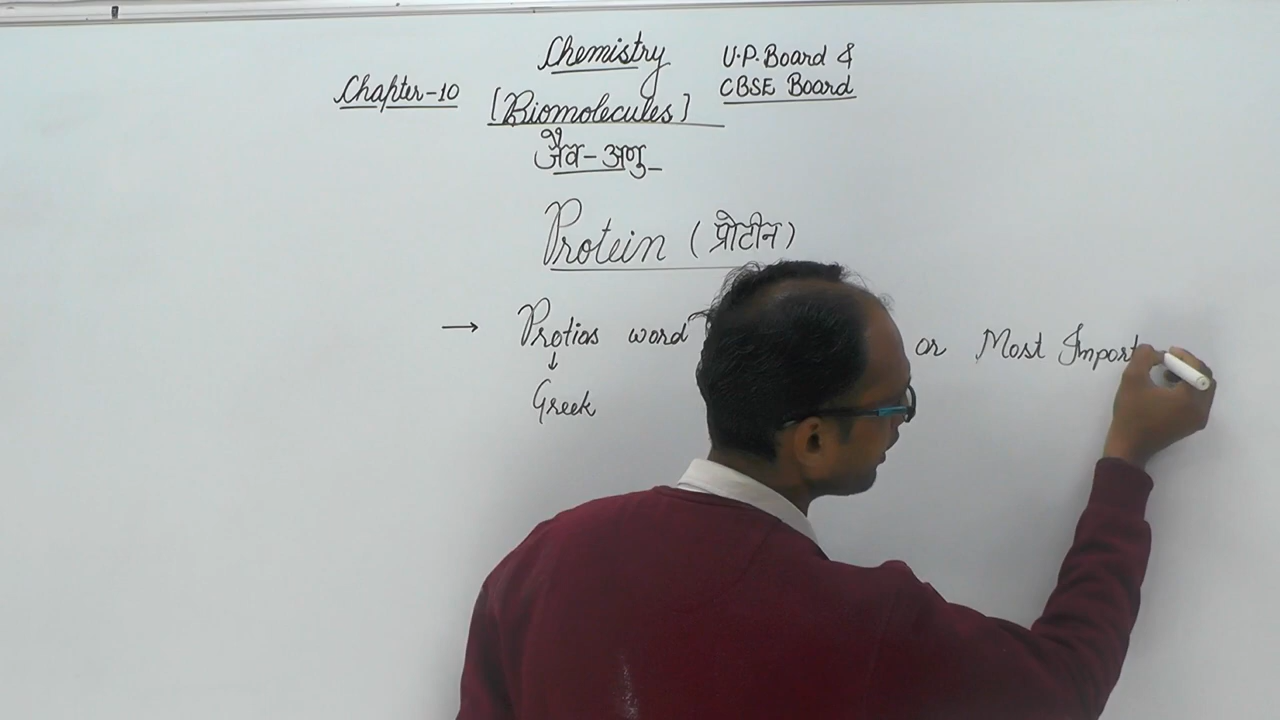 Chemistry
U.P. Board &
CBSE Board
Chapter-10
[Biomolecules]
जैव-अणु
Protein (प्रोटीन)
→ Protios word or Most Import
↓
Greek